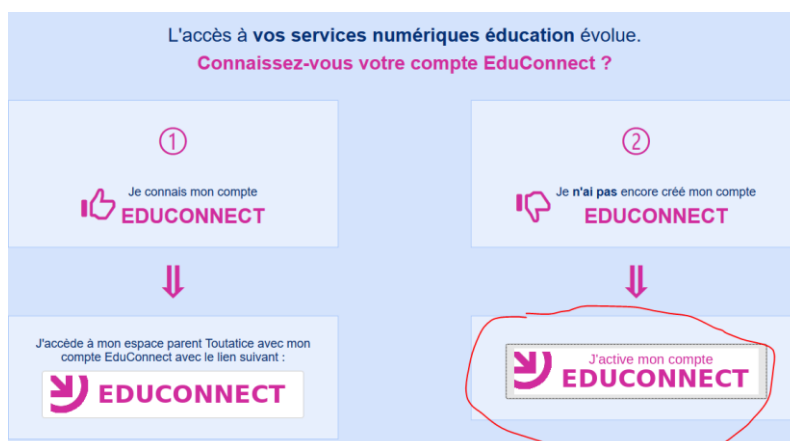 L'accès à vos services numériques éducation évolue.
Connaissez-vous votre compte EduConnect ?
1
Je connais mon compte
EDUCONNECT
J'accède à mon espace parent Toutatice avec mon
compte EduConnect avec le lien suivant :
EDUCONNECT
2
Je n'ai pas encore créé mon compte
EDUCONNECT
J'active mon compte
EDUCONNECT